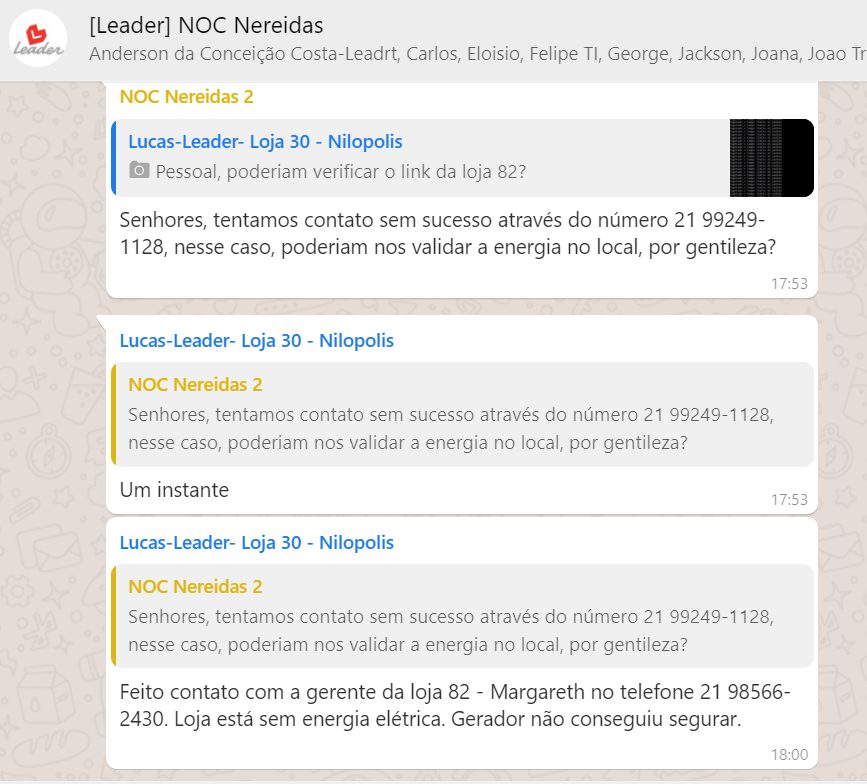 Leader
[Leader] NOC Nereidas
Anderson da Conceição Costa-Leadrt, Carlos, Eloisio, Felipe TI, George, Jackson, Joana, Joao Tr
NOC Nereidas 2
Lucas-Leader- Loja 30 - Nilopolis
Pessoal, poderiam verificar o link da loja 82?
Senhores, tentamos contato sem sucesso através do número 21 99249-
1128, nesse caso, poderiam nos validar a energia no local, por gentileza?
17:53
Lucas-Leader- Loja 30 - Nilopolis
NOC Nereidas 2
Senhores, tentamos contato sem sucesso através do número 21 99249-1128,
nesse caso, poderiam nos validar a energia no local, por gentileza?
Um instante
17:53
Lucas-Leader- Loja 30 - Nilopolis
NOC Nereidas 2
Senhores, tentamos contato sem sucesso através do número 21 99249-1128,
nesse caso, poderiam nos validar a energia no local, por gentileza?
Feito contato com a gerente da loja 82 - Margareth no telefone 21 98566-
2430. Loja está sem energia elétrica. Gerador não conseguiu segurar.
18:00